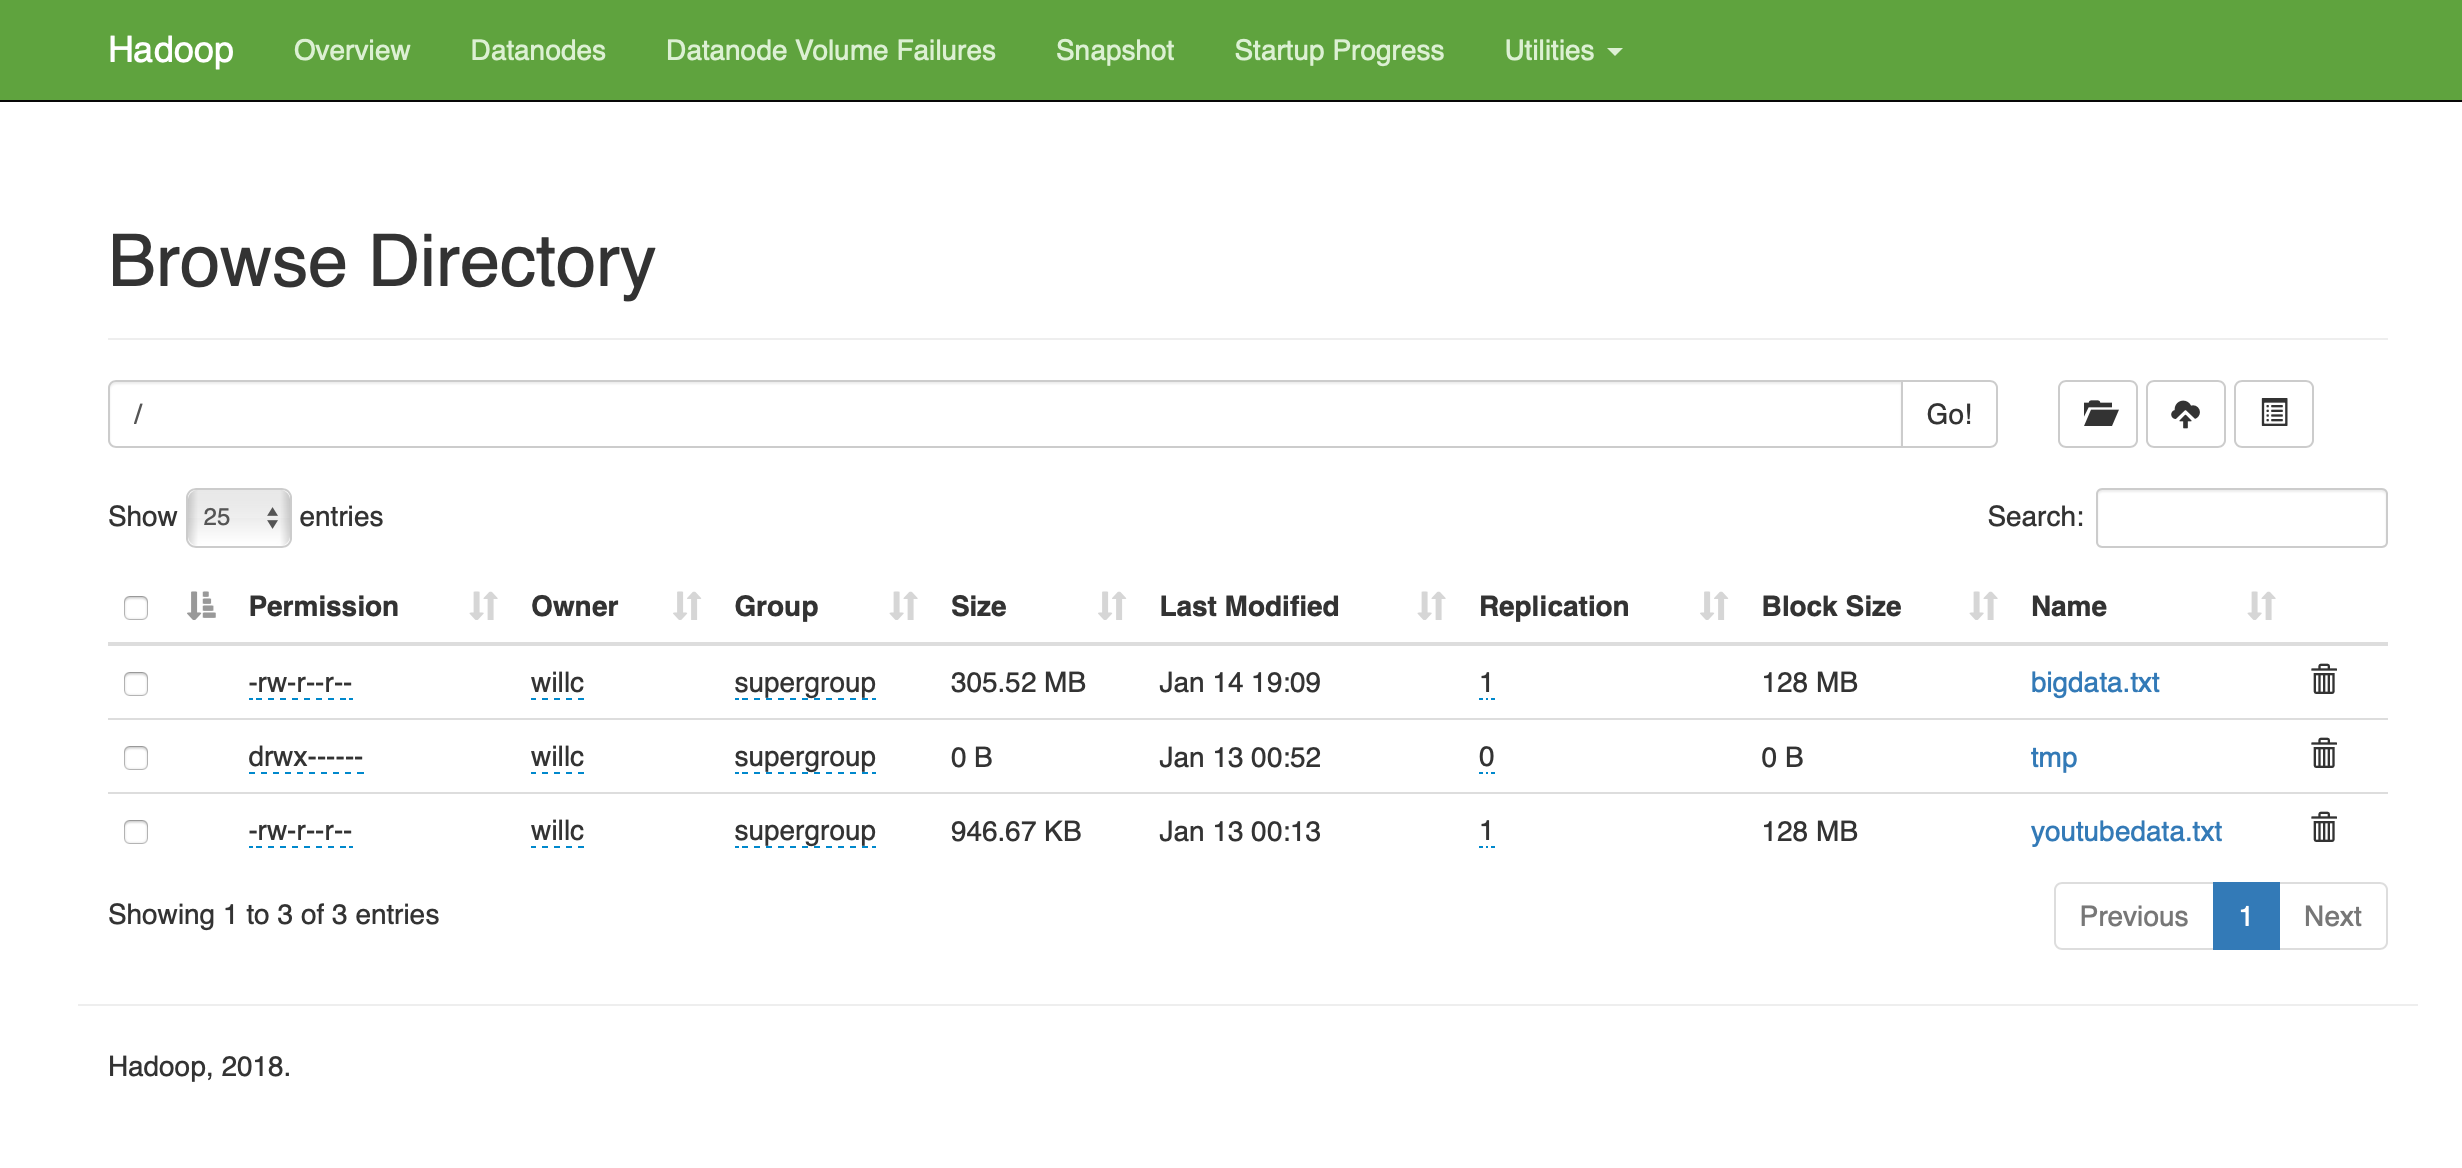 Hadoop Overview Datanodes Datanode Volume Failures Snapshot Startup Progress Utilities
Browse Directory
/ Go!
Show 25 entries Search:
Permission Owner Group Size Last Modified Replication Block Size Name
-rw-r--r-- willc supergroup 305.52 MB Jan 14 19:09 1 128 MB bigdata.txt
drwx------ willc supergroup 0 B Jan 13 00:52 0 0 B tmp
-rw-r--r-- willc supergroup 946.67 KB Jan 13 00:13 1 128 MB youtubedata.txt
Showing 1 to 3 of 3 entries Previous 1 Next
Hadoop, 2018.